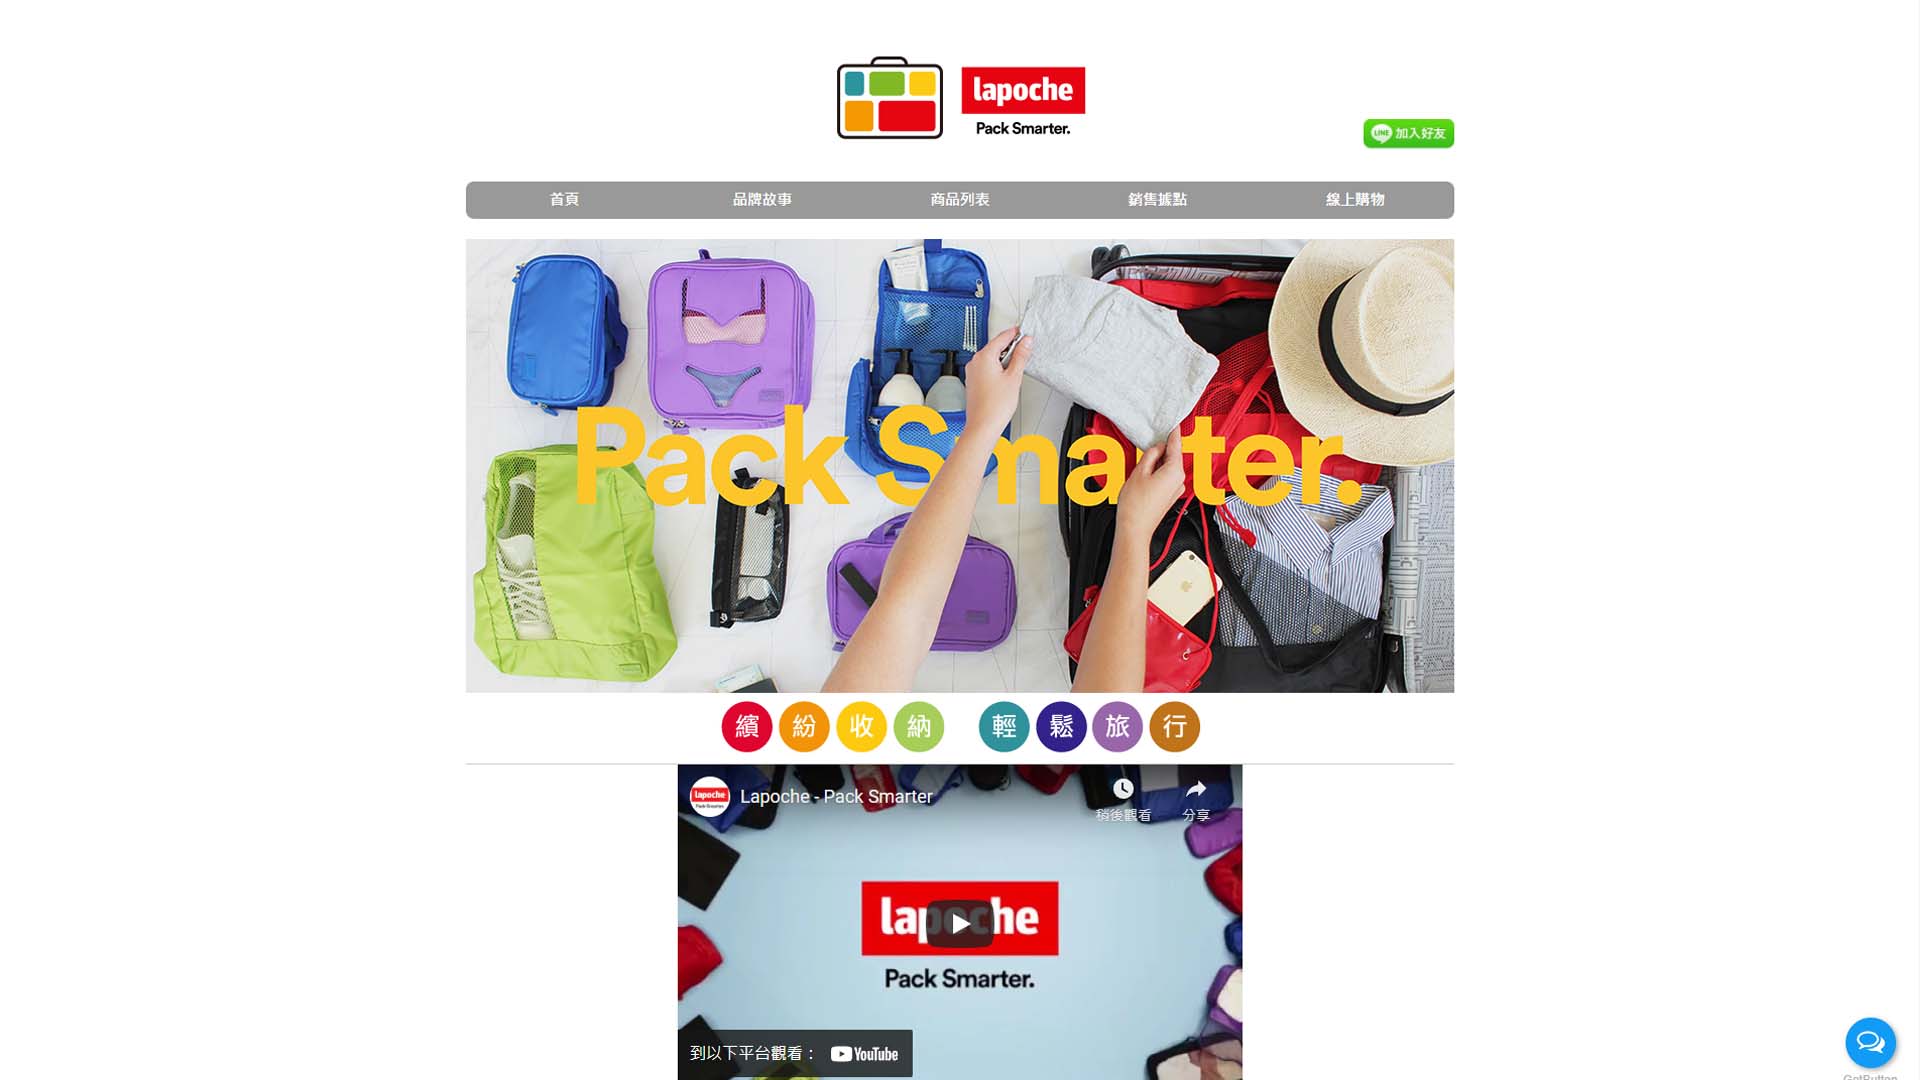 lapoche
Pack Smarter.
LINE 加入好友
首頁 品牌故事 商品列表 銷售據點 線上購物
Pack Smarter.
繽紛收納 輕鬆旅行
lapoche
Pack Smarter
Lapoche - Pack Smarter
稍後觀看 分享
lapoche
Pack Smarter.
到以下平台觀看： YouTube
GetButton